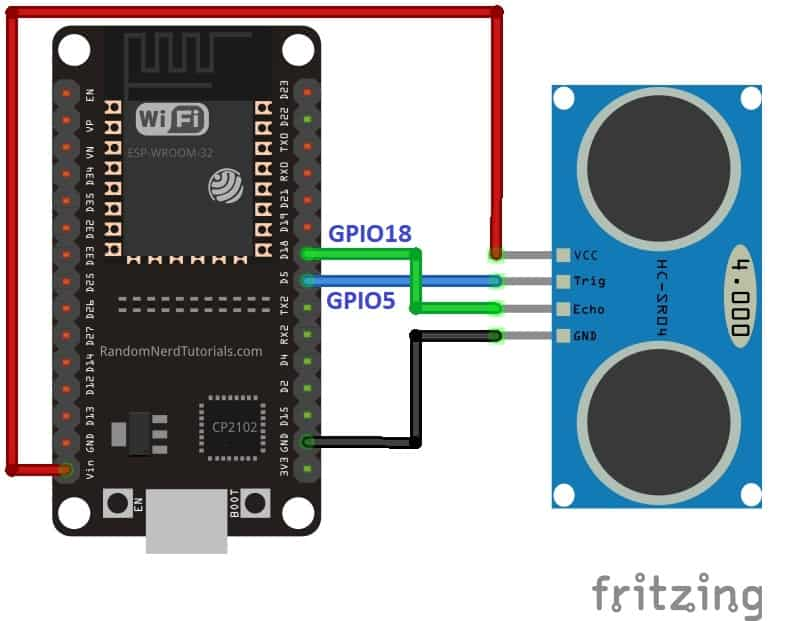 EN
VP
VN
D34
D35
D32
D33
D25
D26
D27
D14
D12
D13
GND
Vin
WiFi
ESP-WROOM-32
RandomNerdTutorials.com
CP2102
EN
BOOT
D23
D22
TX0
RX0
D21
D19
D18
D5
TX2
RX2
D4
D2
D15
GND
3V3
GPIO18
GPIO5
VCC
Trig
Echo
GND
HC-SR04
4.000
fritzing